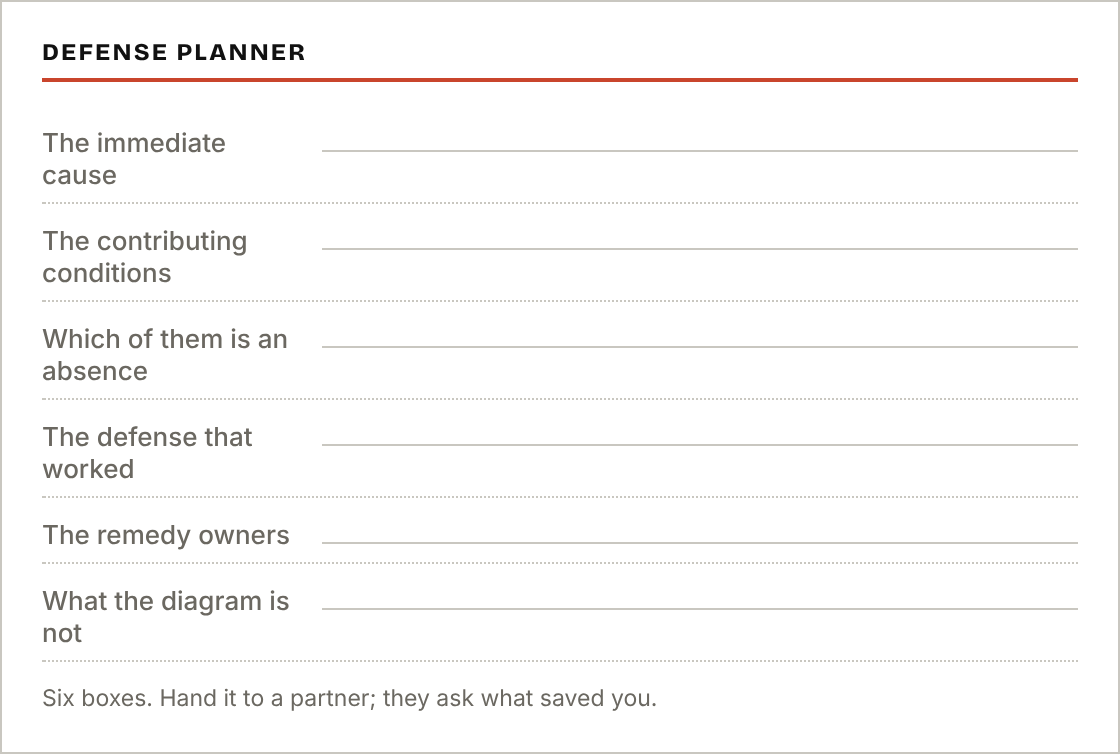 DEFENSE PLANNER
The immediate
cause
The contributing
conditions
Which of them is an
absence
The defense that
worked
The remedy owners
What the diagram is
not
Six boxes. Hand it to a partner; they ask what saved you.